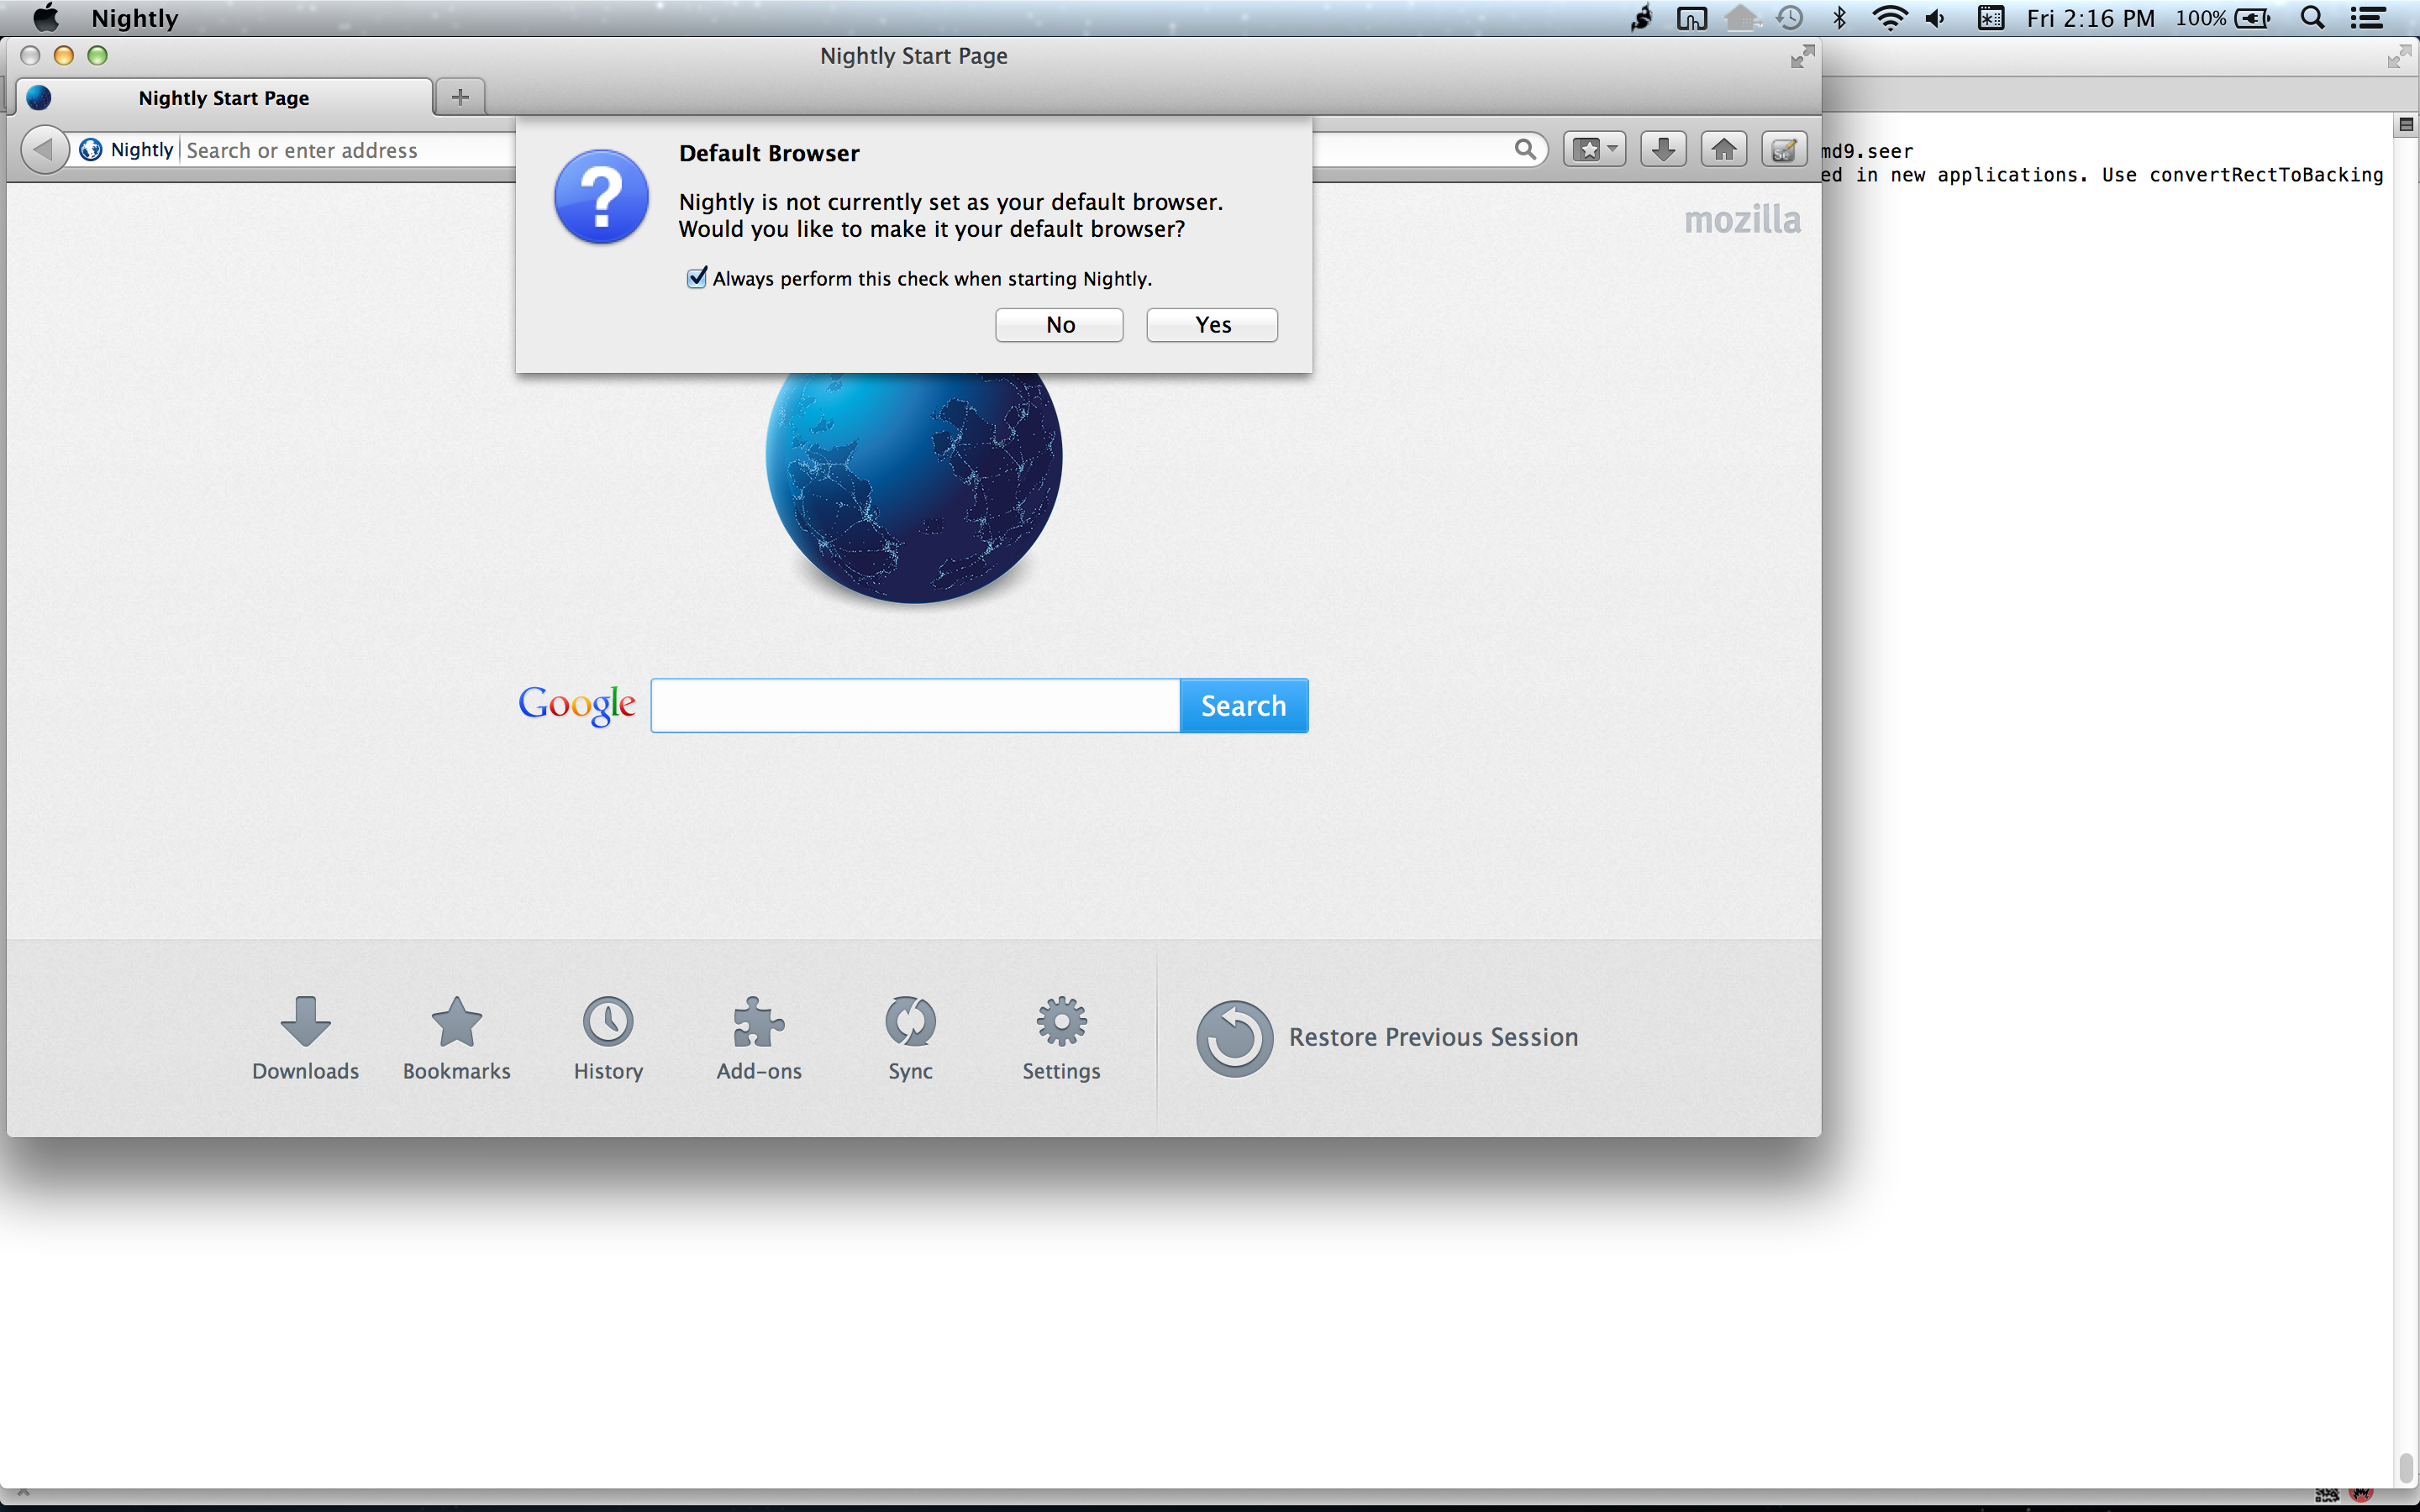 Nightly
Fri 2:16 PM 100%
Nightly Start Page
Nightly Start Page
Nightly Search or enter address
Default Browser
Nightly is not currently set as your default browser.
Would you like to make it your default browser?
Always perform this check when starting Nightly.
No Yes
md9.seer
ed in new applications. Use convertRectToBacking
mozilla
Google Search
Downloads Bookmarks History Add-ons Sync Settings
Restore Previous Session